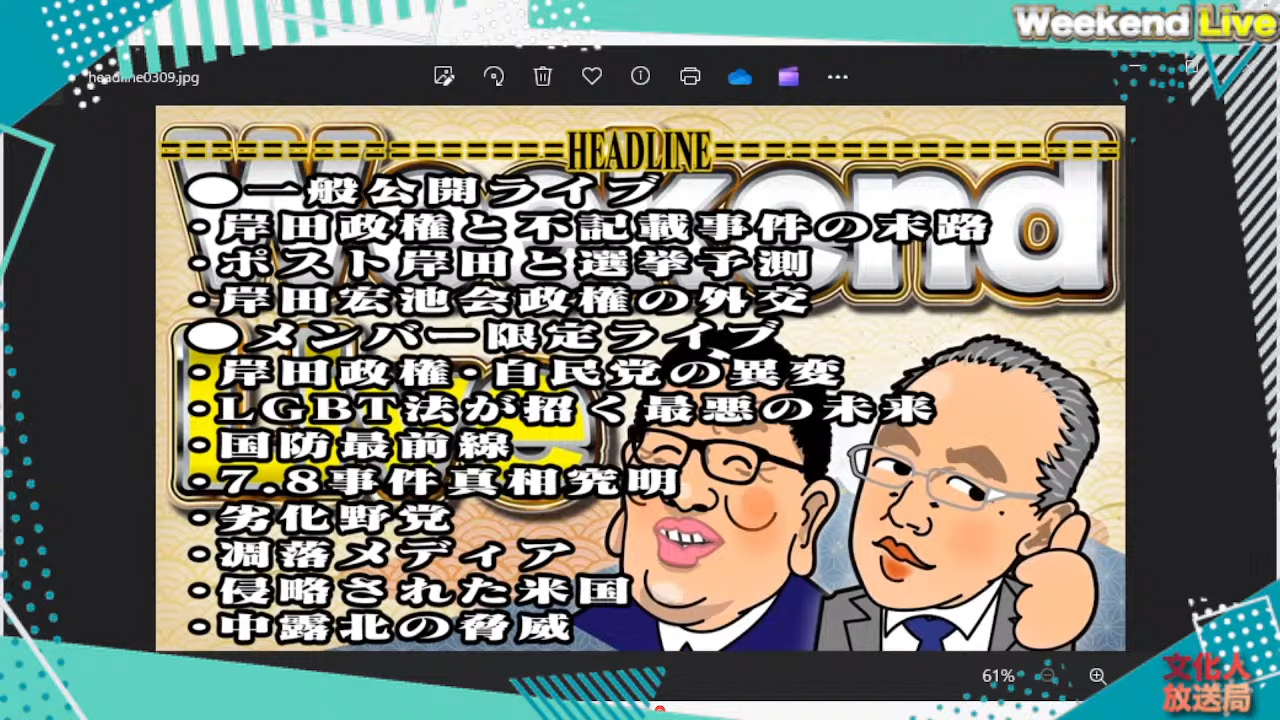 Weekend Live
headline0309.jpg
HEADLINE
Weekend
Live
●一般公開ライブ
・岸田政権と不記載事件の末路
・ポスト岸田と選挙予測
・岸田宏池会政権の外交
●メンバー限定ライブ
・岸田政権・自民党の異変
・LGBT法が招く最悪の未来
・国防最前線
・7.8事件真相究明
・劣化野党
・凋落メディア
・侵略された米国
・中露北の脅威
61%
文化人
放送局